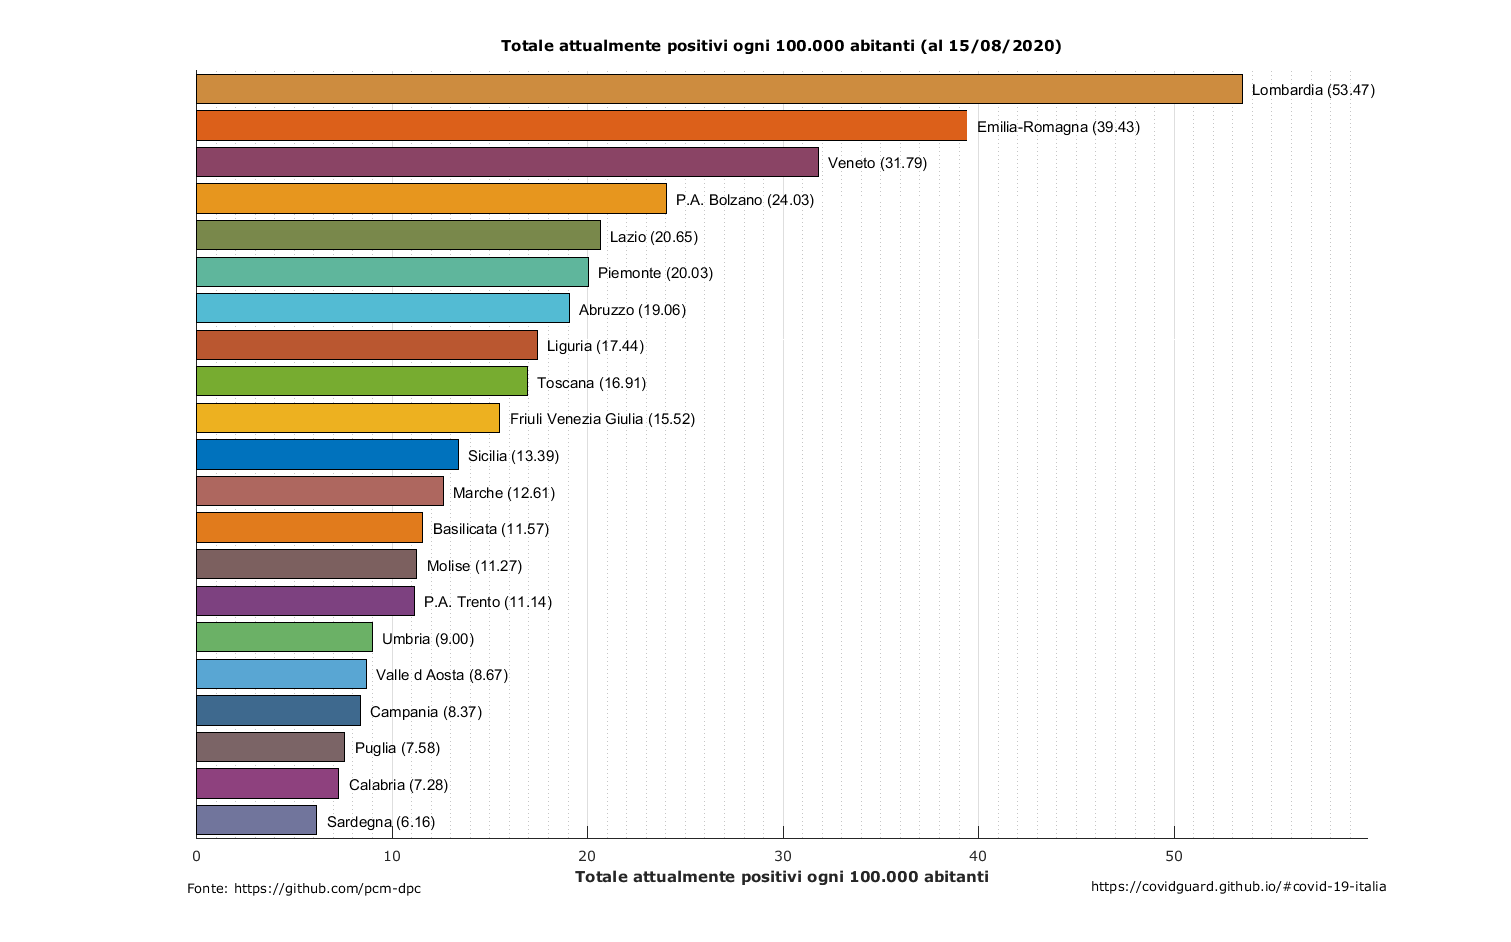 Totale attualmente positivi ogni 100.000 abitanti (al 15/08/2020)
Lombardia (53.47)
Emilia-Romagna (39.43)
Veneto (31.79)
P.A. Bolzano (24.03)
Lazio (20.65)
Piemonte (20.03)
Abruzzo (19.06)
Liguria (17.44)
Toscana (16.91)
Friuli Venezia Giulia (15.52)
Sicilia (13.39)
Marche (12.61)
Basilicata (11.57)
Molise (11.27)
P.A. Trento (11.14)
Umbria (9.00)
Valle d Aosta (8.67)
Campania (8.37)
Puglia (7.58)
Calabria (7.28)
Sardegna (6.16)
0 10 20 30 40 50
Totale attualmente positivi ogni 100.000 abitanti
Fonte: https://github.com/pcm-dpc
https://covidguard.github.io/#covid-19-italia